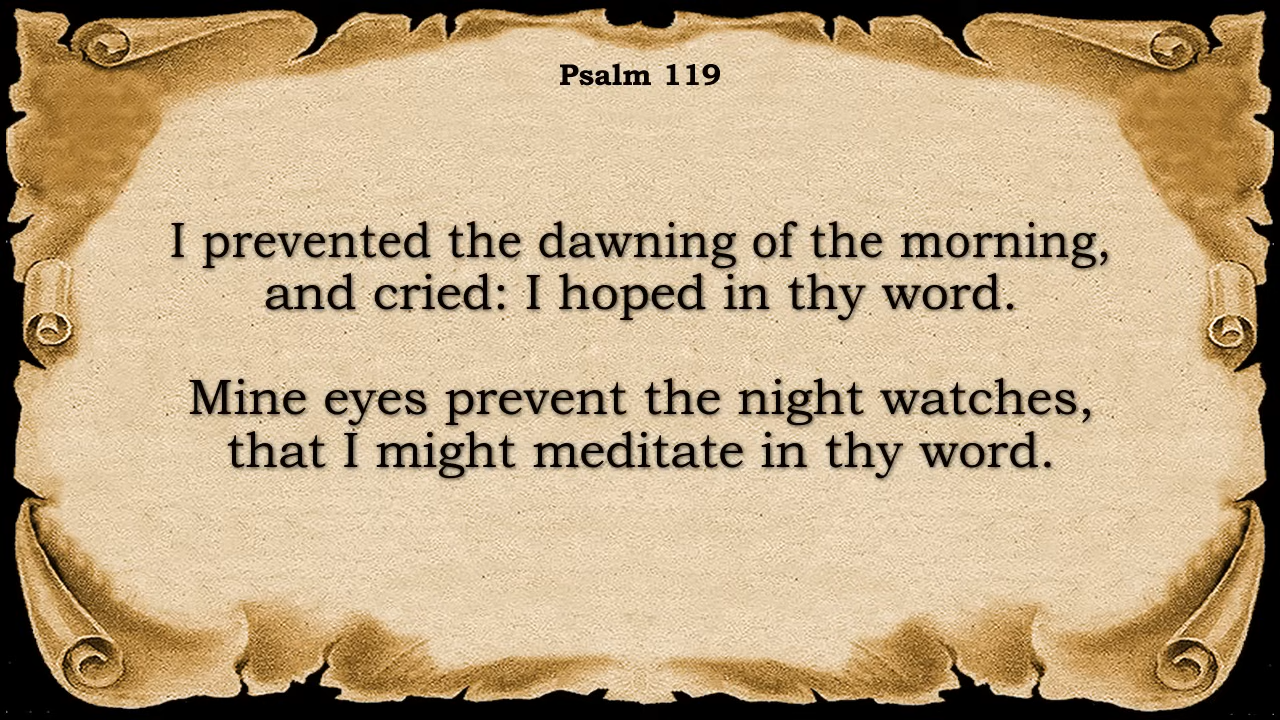 Psalm 119
I prevented the dawning of the morning,
and cried: I hoped in thy word.
Mine eyes prevent the night watches,
that I might meditate in thy word.